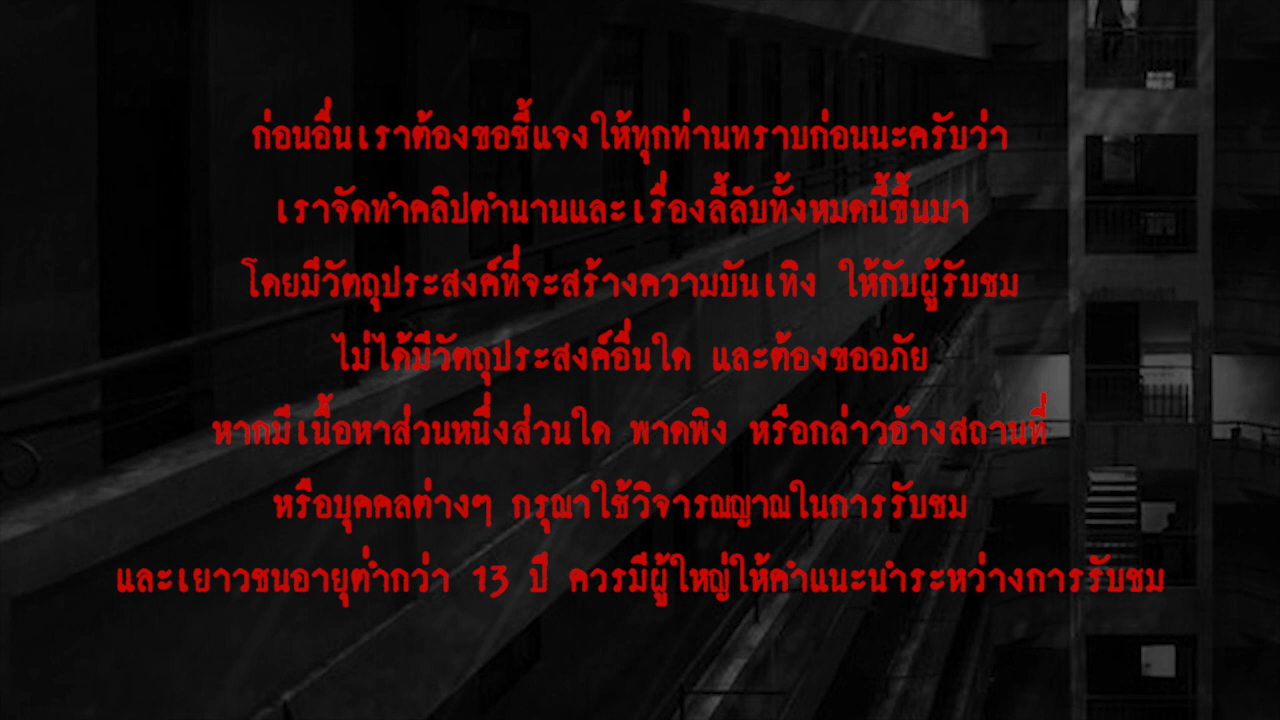 ก่อนอื่นเราต้องขอชี้แจงให้ทุกท่านทราบก่อนนะครับว่า
เราจัดทำคลิปตำนานและเรื่องลี้ลับทั้งหมดนี้ขึ้นมา
โดยมีวัตถุประสงค์ที่จะสร้างความบันเทิง ให้กับผู้รับชม
ไม่ได้มีวัตถุประสงค์อื่นใด และต้องขออภัย
หากมีเนื้อหาส่วนหนึ่งส่วนใด พาดพิง หรือกล่าวอ้างสถานที่
หรือบุคคลต่างๆ กรุณาใช้วิจารณญาณในการรับชม
และเยาวชนอายุต่ำกว่า 13 ปี ควรมีผู้ใหญ่ให้คำแนะนำระหว่างการรับชม